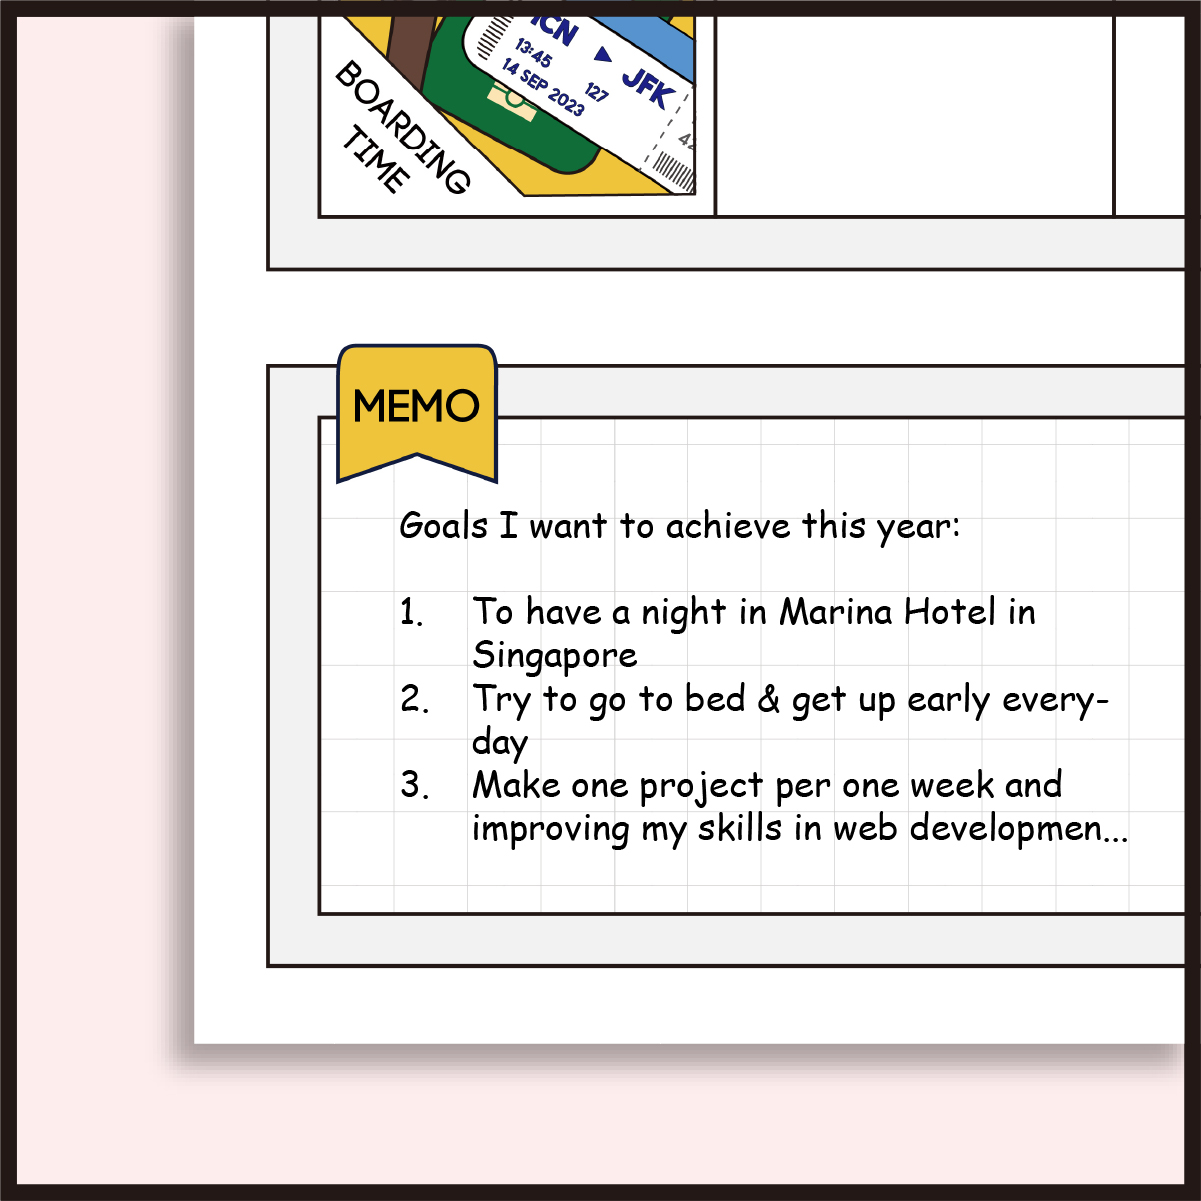 ICN ▶ JFK
13:45
14 SEP 2023
127
BOARDING
TIME
MEMO
Goals I want to achieve this year:
1. To have a night in Marina Hotel in
Singapore
2. Try to go to bed & get up early every-
day
3. Make one project per one week and
improving my skills in web developmen...